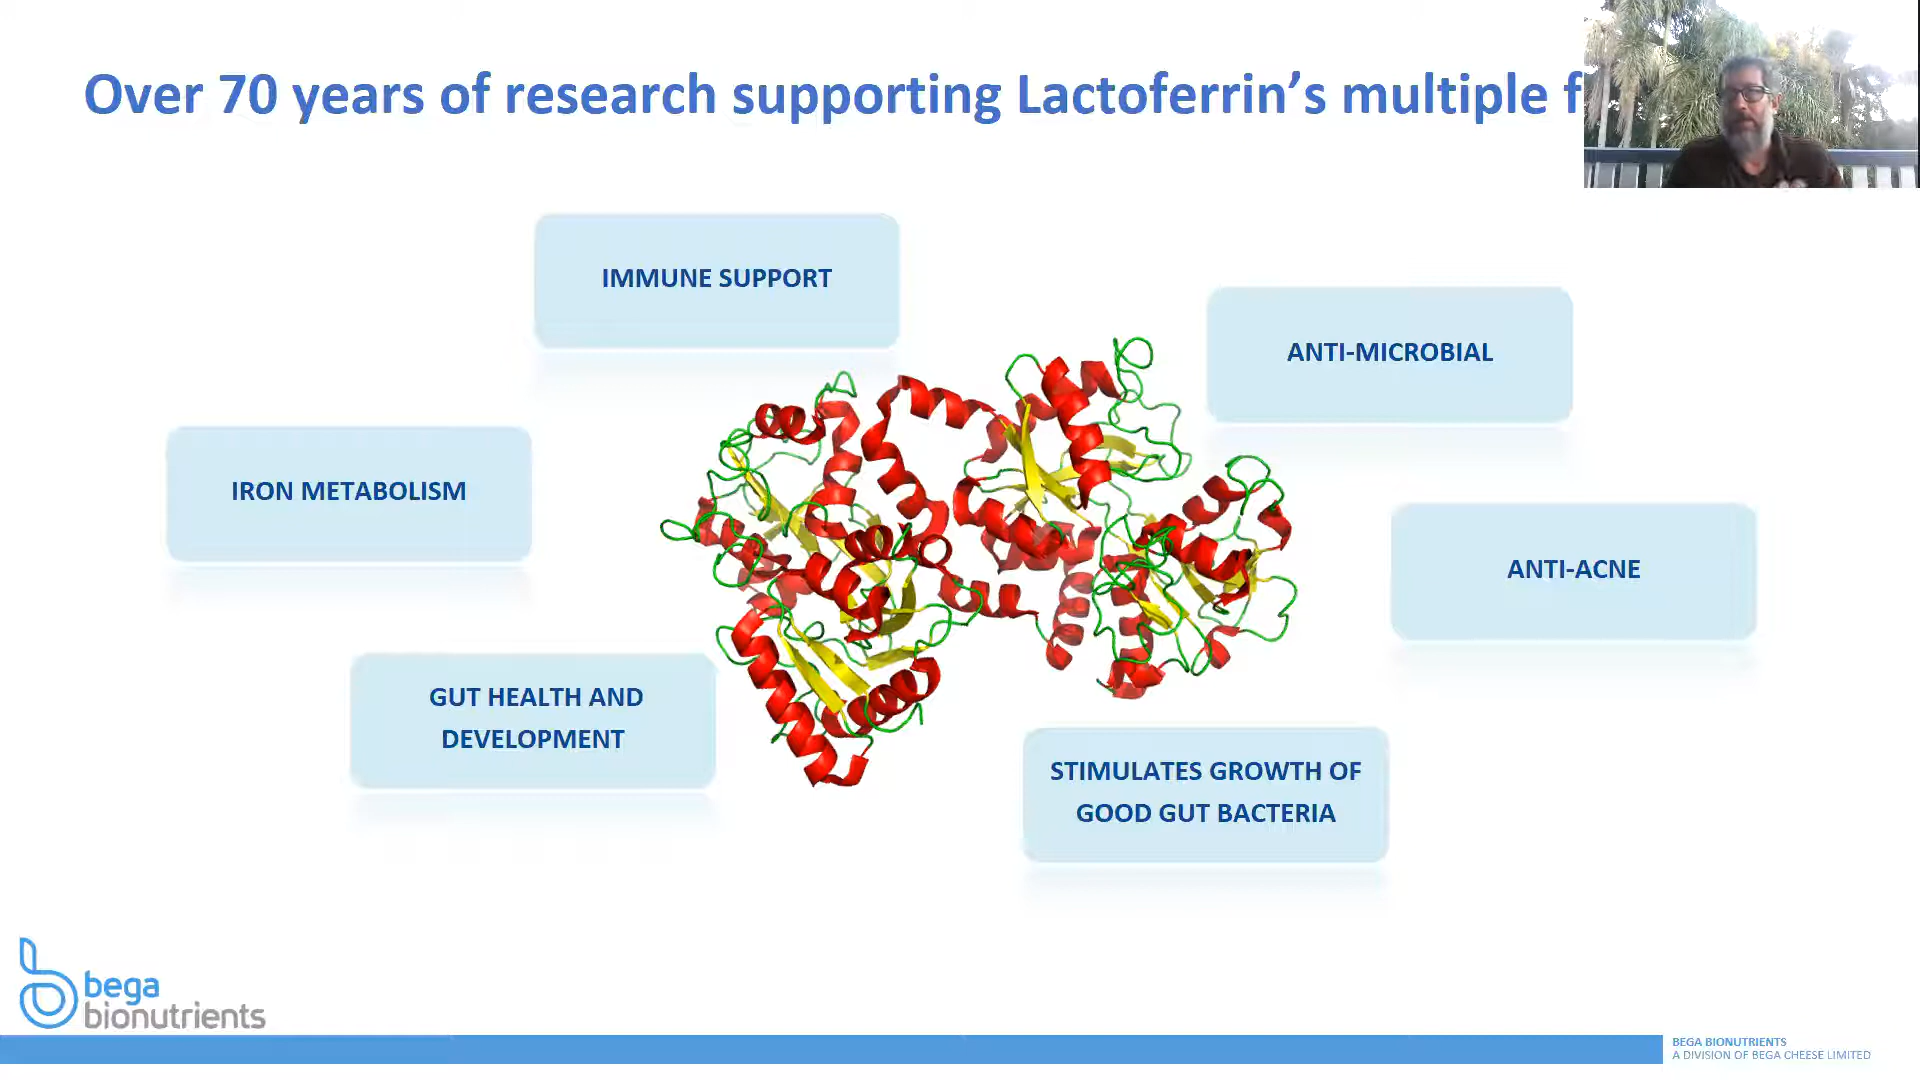 Over 70 years of research supporting Lactoferrin’s multiple f
IMMUNE SUPPORT
ANTI-MICROBIAL
IRON METABOLISM
ANTI-ACNE
GUT HEALTH AND
DEVELOPMENT
STIMULATES GROWTH OF
GOOD GUT BACTERIA
bega
bionutrients
BEGA BIONUTRIENTS
A DIVISION OF BEGA CHEESE LIMITED